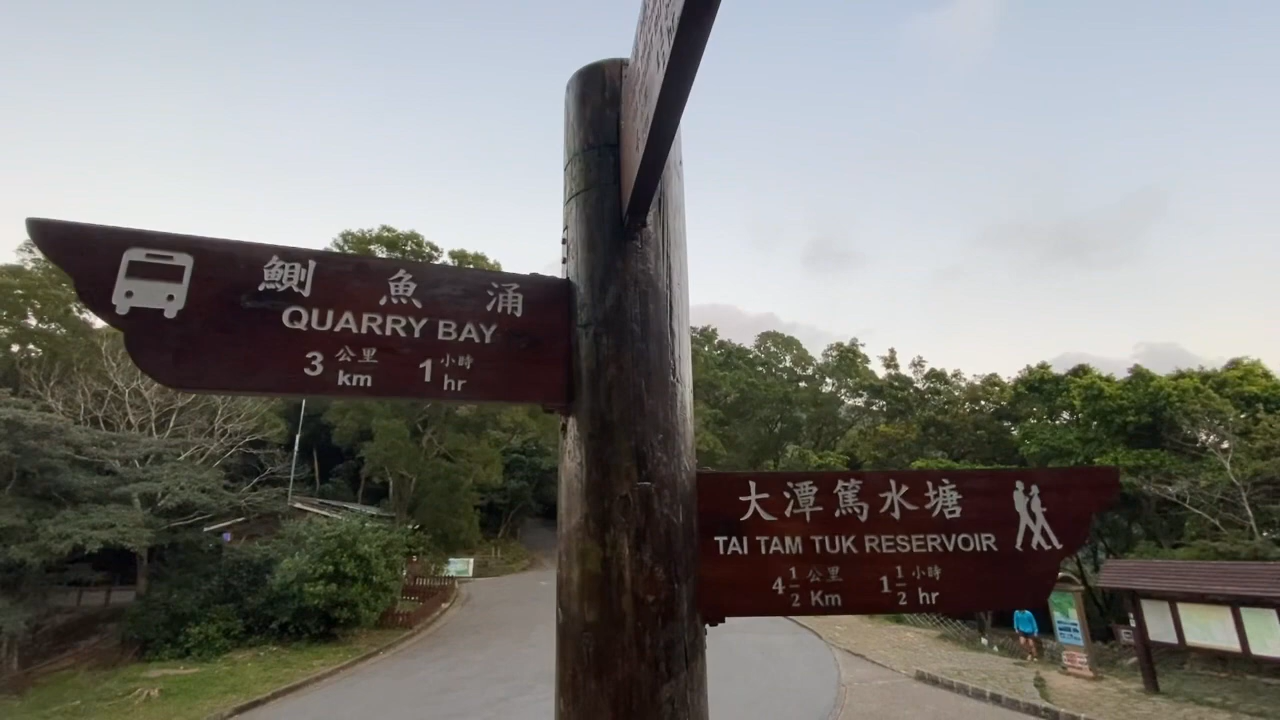 鰂魚涌
QUARRY BAY
3 公里 km 1 小時 hr
大潭篤水塘
TAI TAM TUK RESERVOIR
4 1/2 公里 Km 1 1/2 小時 hr